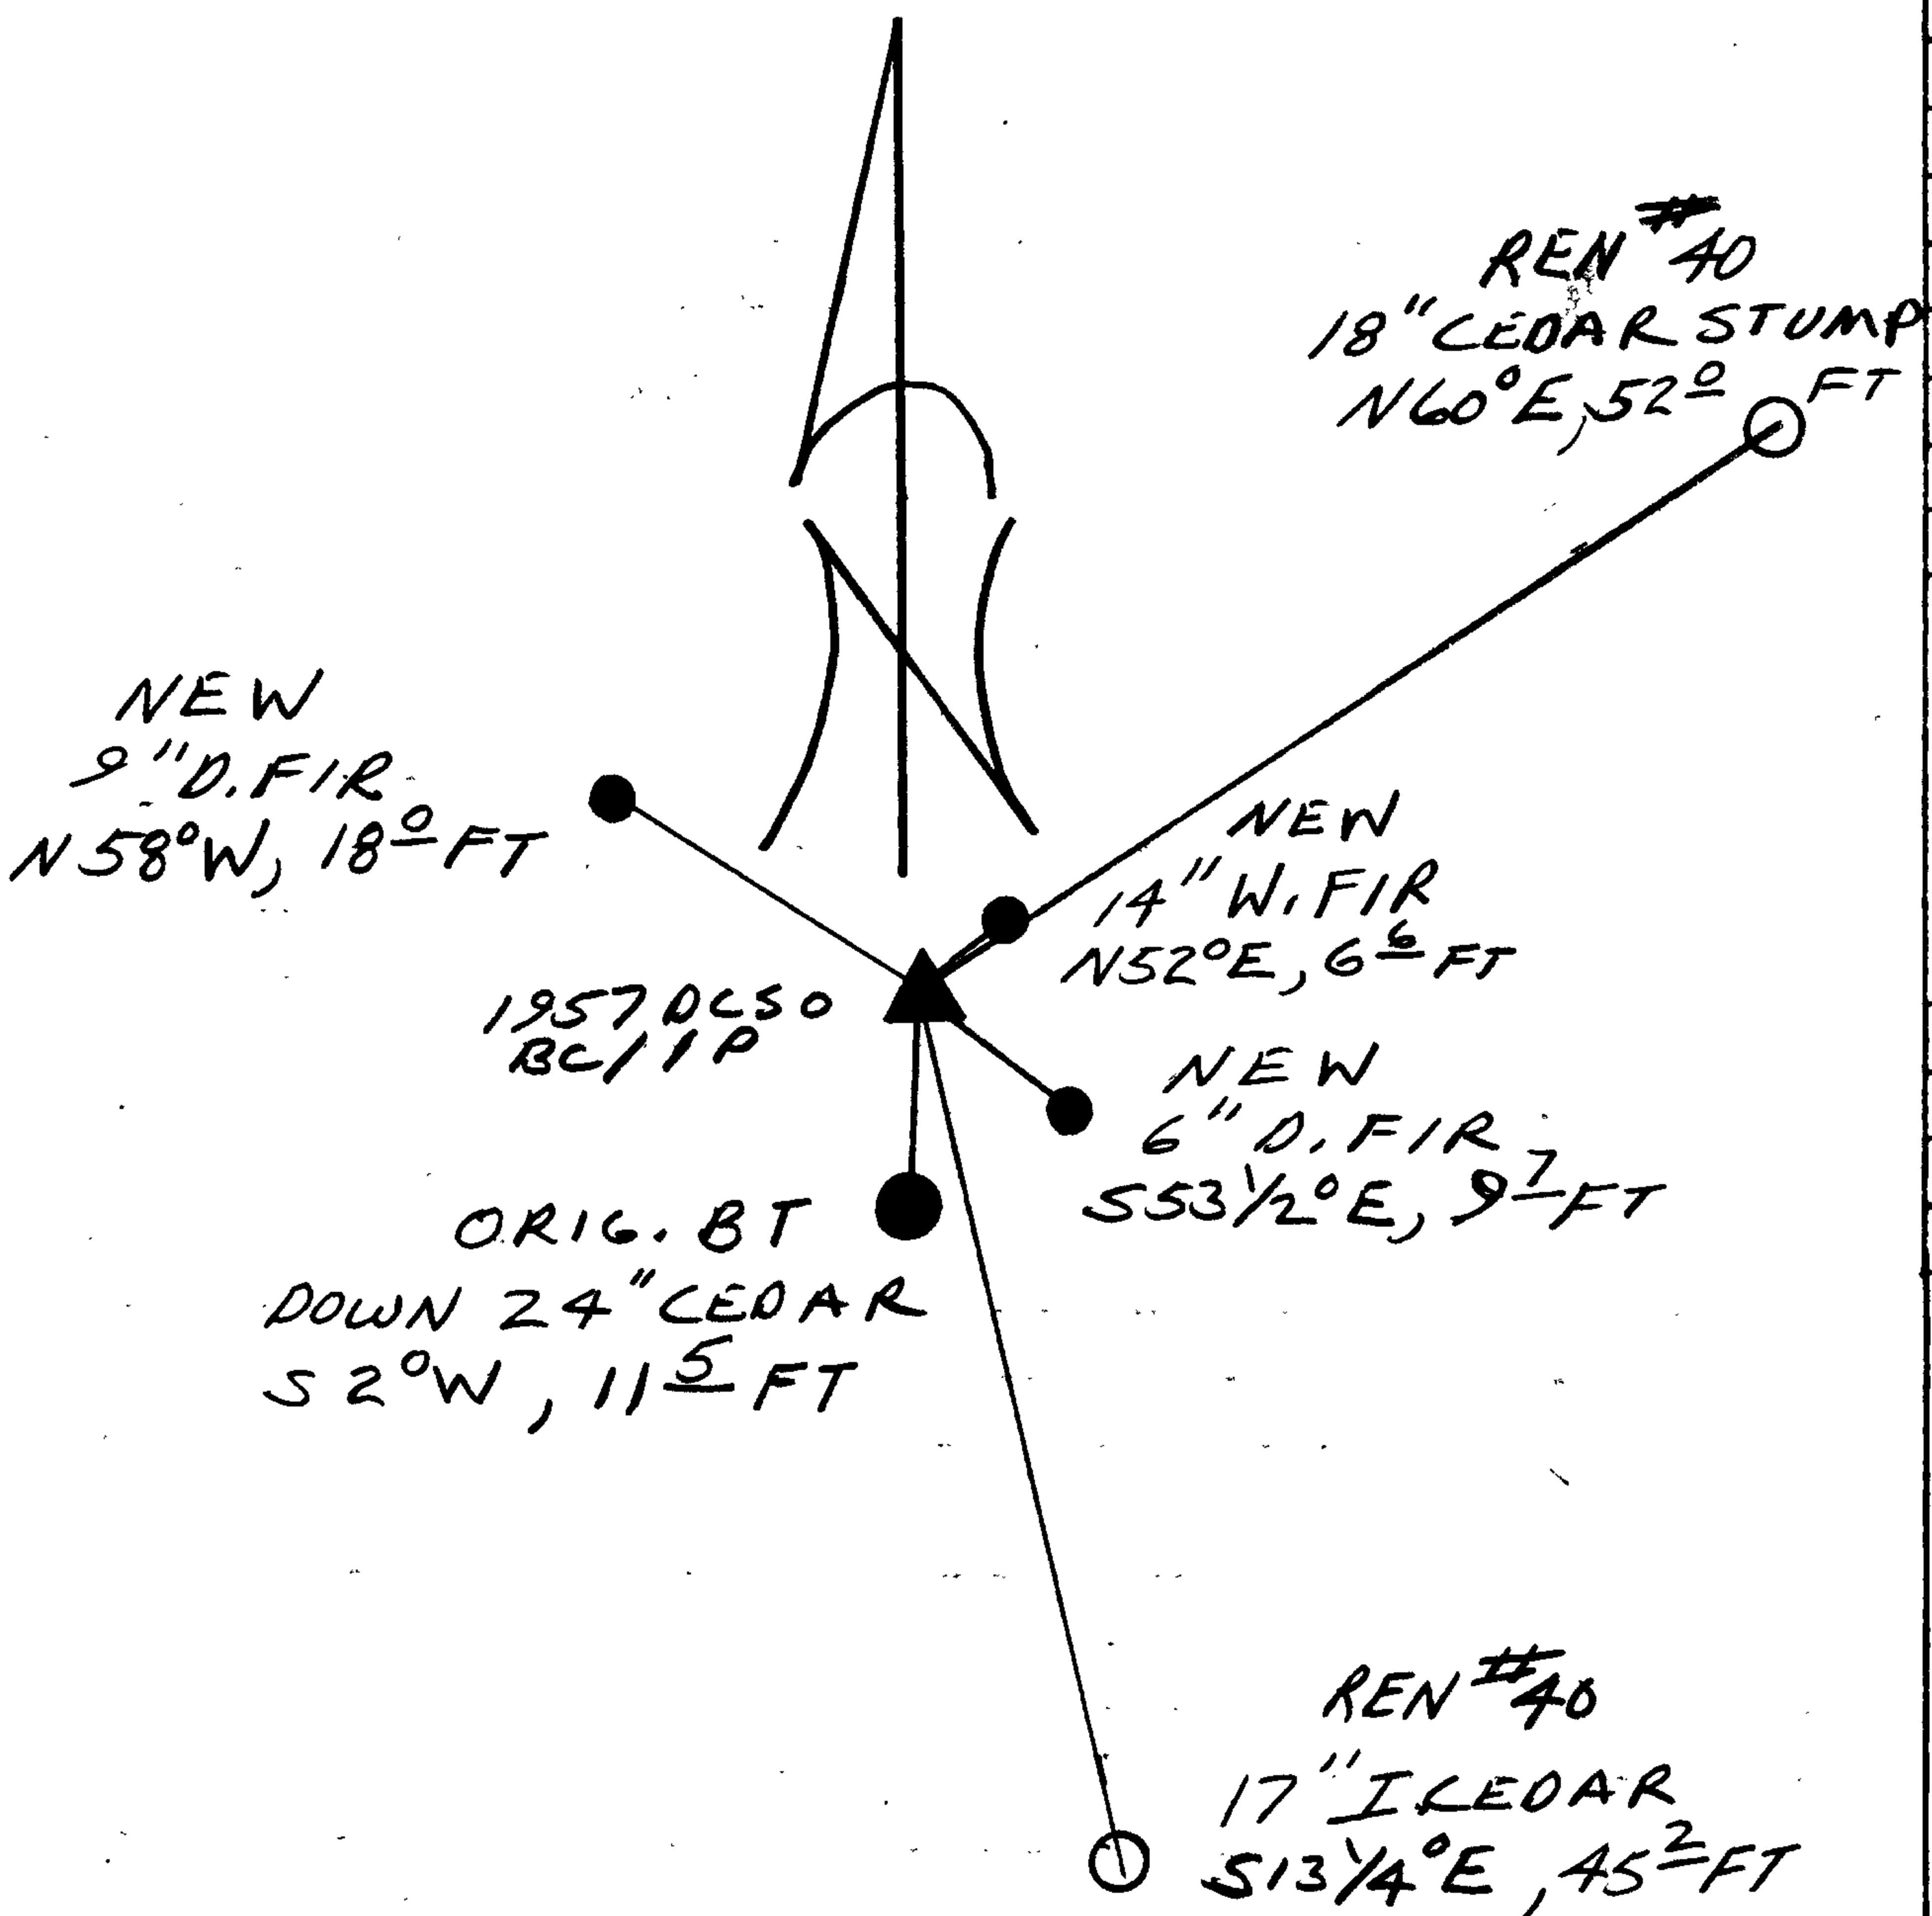 REN #40
18" CEDAR STUMP
N60°E, 52⁰ FT
NEW
9" D. FIR
N58°W, 18⁰ FT
N
NEW
14" W. FIR
N52°E, 6⁶ FT
1957 DCSO
BC/IP
NEW
6" D. FIR
S53½°E, 9⁷ FT
ORIG. BT
DOWN 24" CEDAR
S2°W, 11⁵ FT
REN #40
17" I CEDAR
S13¼°E, 45² FT